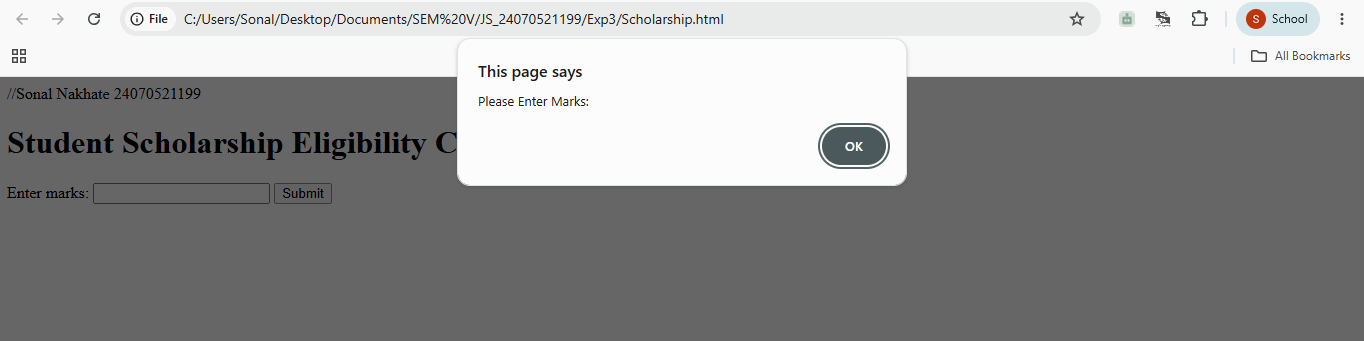 File C:/Users/Sonal/Desktop/Documents/SEM%20V/JS_24070521199/Exp3/Scholarship.html S School
All Bookmarks
This page says
Please Enter Marks:
OK
//Sonal Nakhate 24070521199
Student Scholarship Eligibility C
Enter marks: Submit